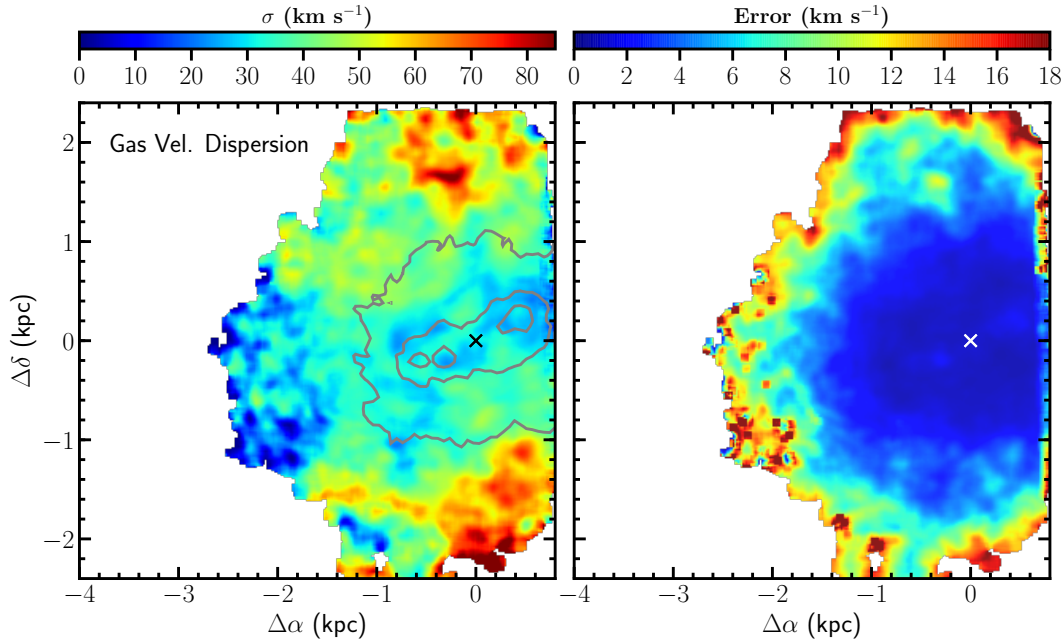 σ (km s⁻¹)
Error (km s⁻¹)
0 10 20 30 40 50 60 70 80
0 2 4 6 8 10 12 14 16 18
Gas Vel. Dispersion
2
1
0
−1
−2
Δδ (kpc)
−4 −3 −2 −1 0
−4 −3 −2 −1 0
Δα (kpc)
Δα (kpc)